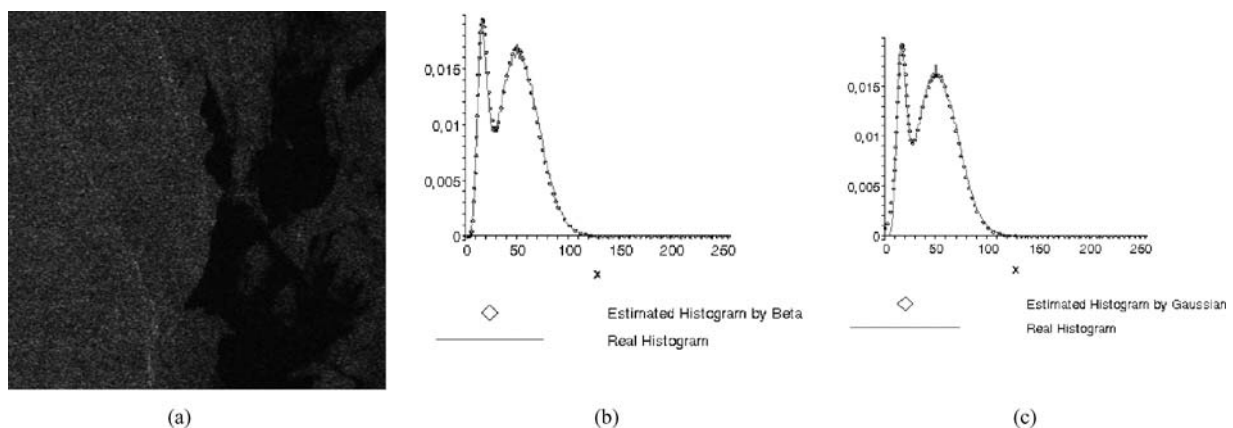 0,015
0,01
0,005
0
0 50 100 150 200 250
x
Estimated Histogram by Beta
Real Histogram
0,015
0,01
0,005
0
0 50 100 150 200 250
x
Estimated Histogram by Gaussian
Real Histogram
(a) (b) (c)